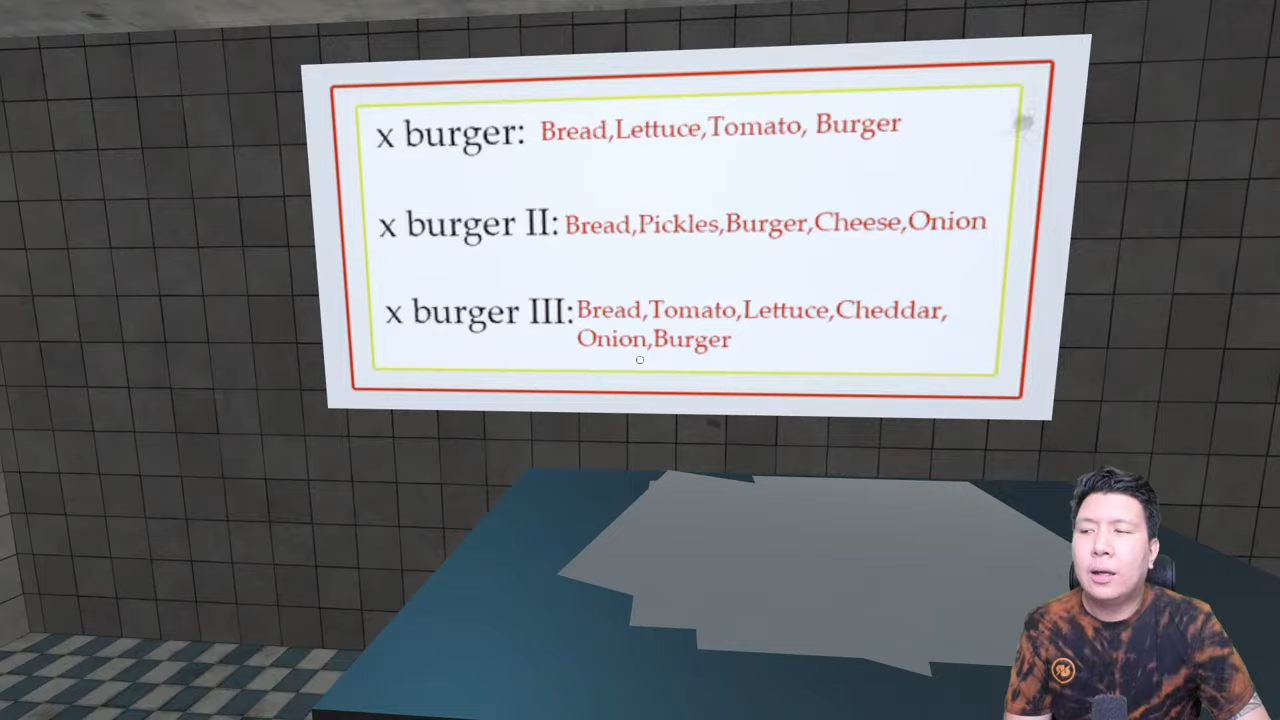 x burger: Bread,Lettuce,Tomato, Burger
x burger II: Bread,Pickles,Burger,Cheese,Onion
x burger III: Bread,Tomato,Lettuce,Cheddar,
Onion,Burger